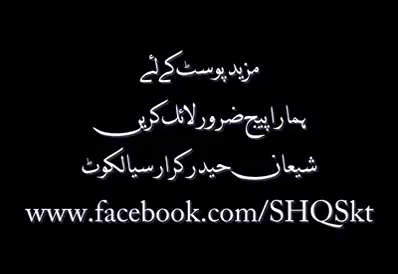 مزید پوسٹ کے لئے
ہمارا پیج ضرور لائک کریں
شیعان حیدر کرار سیالکوٹ
www.facebook.com/SHQSkt